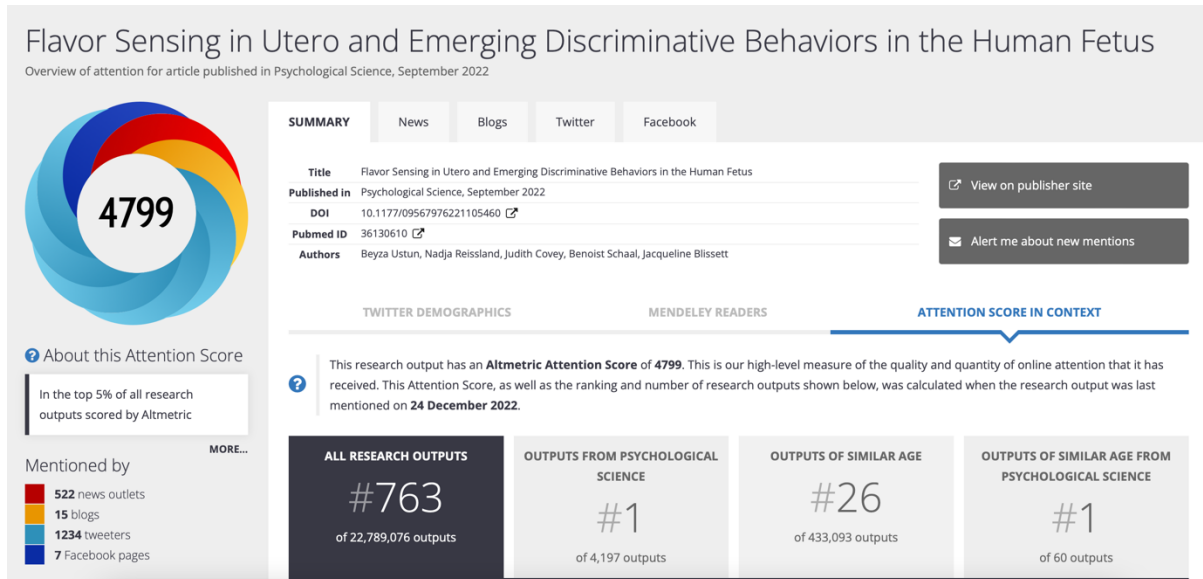 Flavor Sensing in Utero and Emerging Discriminative Behaviors in the Human Fetus
Overview of attention for article published in Psychological Science, September 2022
4799
About this Attention Score
In the top 5% of all research
outputs scored by Altmetric
MORE...
Mentioned by
522 news outlets
15 blogs
1234 tweeters
7 Facebook pages
SUMMARY News Blogs Twitter Facebook
Title Flavor Sensing in Utero and Emerging Discriminative Behaviors in the Human Fetus
Published in Psychological Science, September 2022
DOI 10.1177/09567976221105460
Pubmed ID 36130610
Authors Beyza Ustun, Nadja Reissland, Judith Covey, Benoist Schaal, Jacqueline Blissett
View on publisher site
Alert me about new mentions
TWITTER DEMOGRAPHICS MENDELEY READERS ATTENTION SCORE IN CONTEXT
? This research output has an Altmetric Attention Score of 4799. This is our high-level measure of the quality and quantity of online attention that it has
received. This Attention Score, as well as the ranking and number of research outputs shown below, was calculated when the research output was last
mentioned on 24 December 2022.
ALL RESEARCH OUTPUTS
#763
of 22,789,076 outputs
OUTPUTS FROM PSYCHOLOGICAL
SCIENCE
#1
of 4,197 outputs
OUTPUTS OF SIMILAR AGE
#26
of 433,093 outputs
OUTPUTS OF SIMILAR AGE FROM
PSYCHOLOGICAL SCIENCE
#1
of 60 outputs